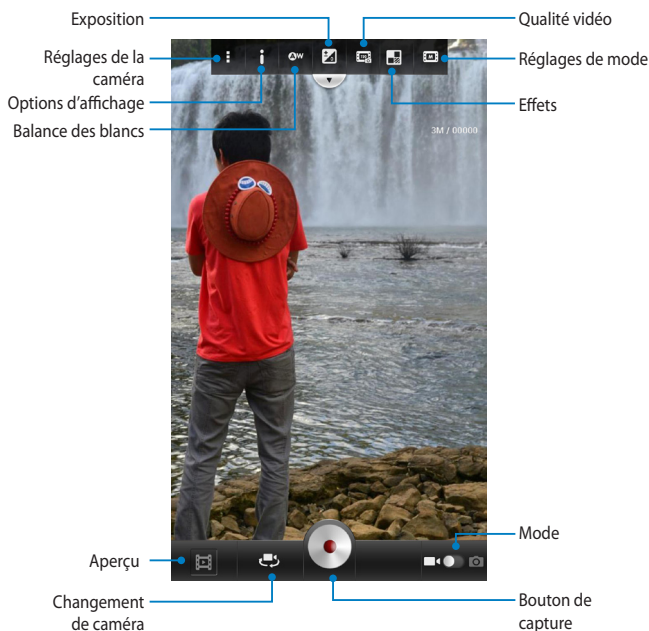 Exposition
Qualité vidéo
Réglages de la
caméra
Réglages de mode
Options d'affichage
Effets
Balance des blancs
3M / 00000
Mode
Aperçu
Changement
de caméra
Bouton de
capture